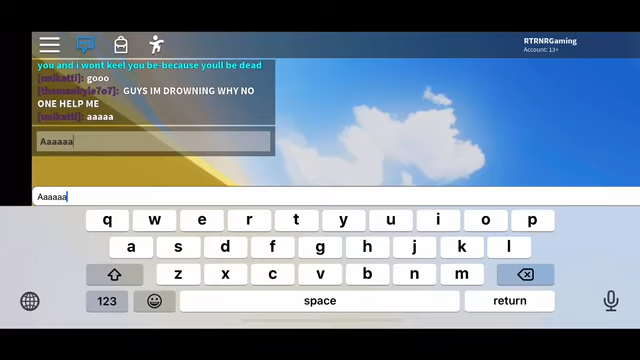 RTRNRGaming
Account: 13+
you and i wont keel you be-because youll be dead
[unikatti]: gooo
[themankyle7o7]: GUYS IM DROWNING WHY NO
ONE HELP ME
[unikatti]: aaaaa
Aaaaaa
Aaaaaa
q w e r t y u i o p
a s d f g h j k l
z x c v b n m
123 space return